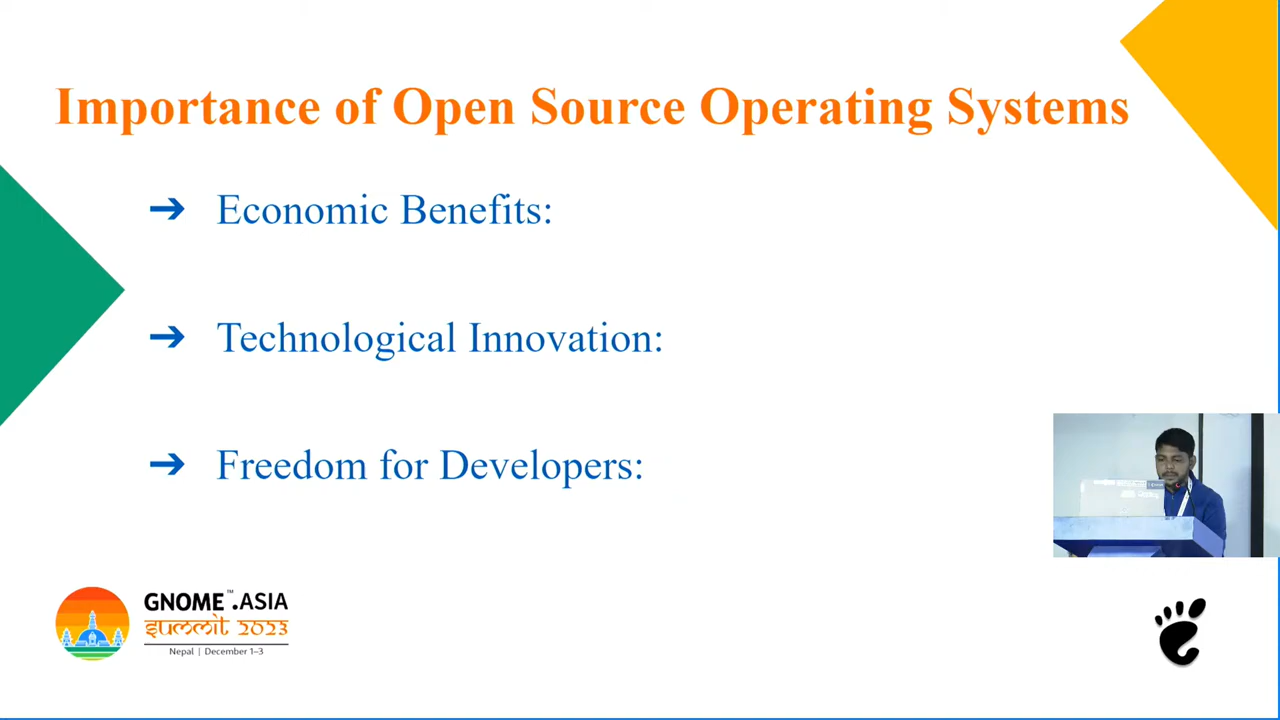 Importance of Open Source Operating Systems
➔ Economic Benefits:
➔ Technological Innovation:
➔ Freedom for Developers:
GNOME™.ASIA
summit 2023
Nepal | December 1–3